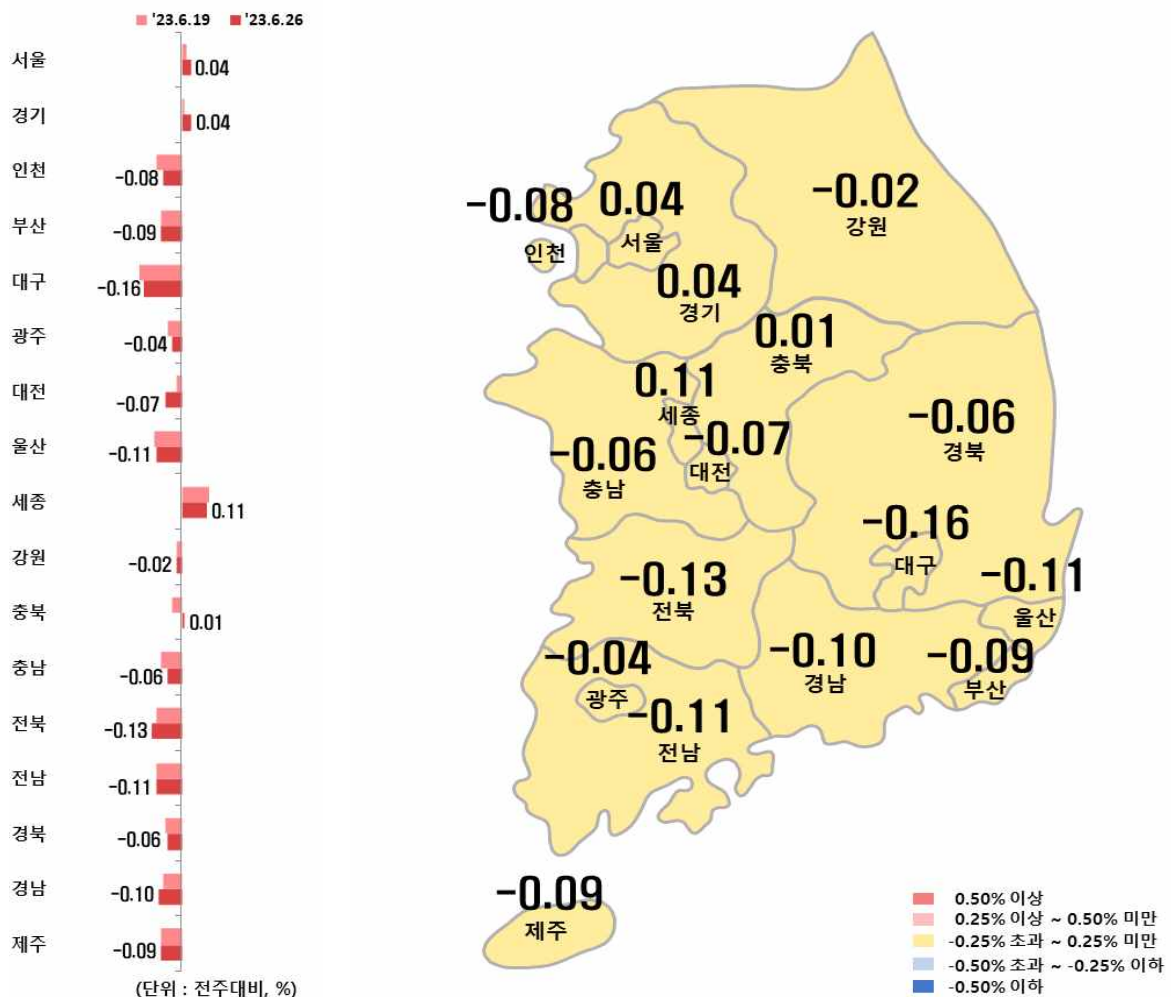 '23.6.19 '23.6.26
서울 0.04
경기 0.04
인천 -0.08
부산 -0.09
대구 -0.16
광주 -0.04
대전 -0.07
울산 -0.11
세종 0.11
강원 -0.02
충북 0.01
충남 -0.06
전북 -0.13
전남 -0.11
경북 -0.06
경남 -0.10
제주 -0.09
(단위 : 전주대비, %)
-0.02
강원
-0.08
인천
0.04
서울
0.04
경기
0.01
충북
0.11
세종
-0.07
대전
-0.06
충남
-0.06
경북
-0.16
대구
-0.11
울산
-0.13
전북
-0.10
경남
-0.09
부산
-0.04
광주
-0.11
전남
-0.09
제주
0.50% 이상
0.25% 이상 ~ 0.50% 미만
-0.25% 초과 ~ 0.25% 미만
-0.50% 초과 ~ -0.25% 이하
-0.50% 이하